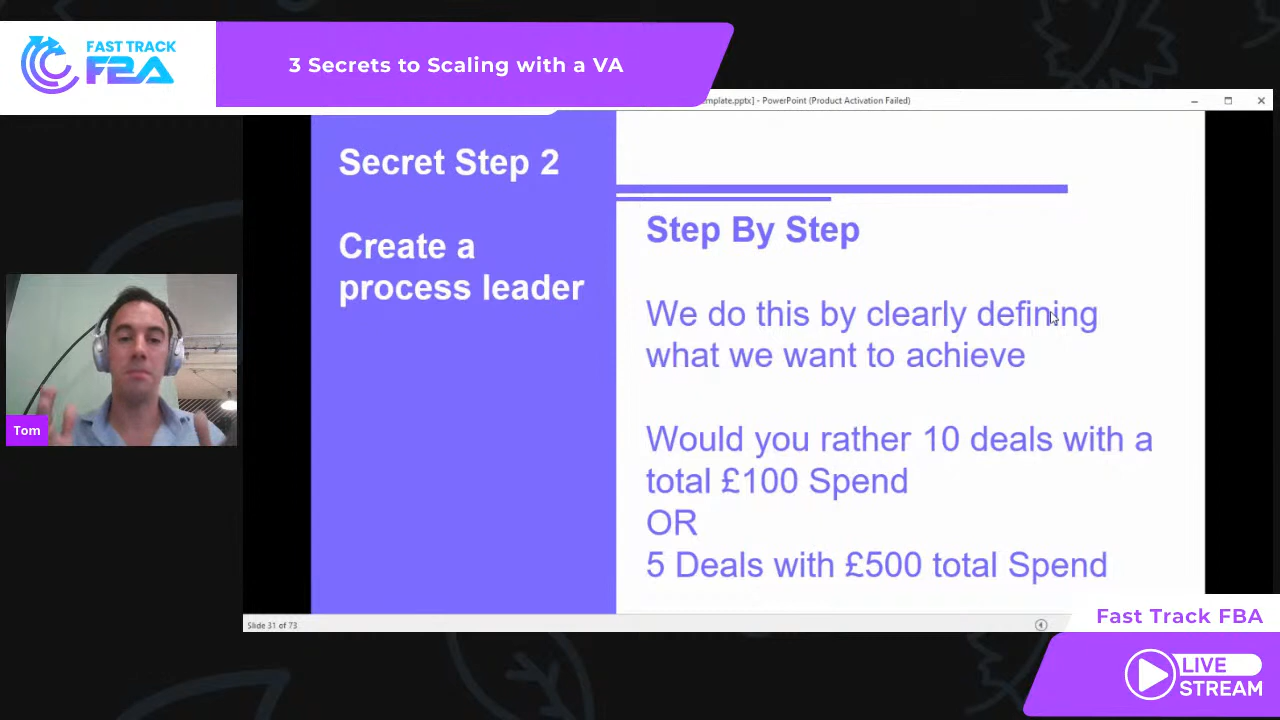 FAST TRACK
FBA
3 Secrets to Scaling with a VA
mplate.pptx] - PowerPoint (Product Activation Failed)
Secret Step 2
Create a
process leader
Step By Step
We do this by clearly defining
what we want to achieve
Would you rather 10 deals with a
total £100 Spend
OR
5 Deals with £500 total Spend
Tom
Slide 31 of 73
Fast Track FBA
LIVE
STREAM